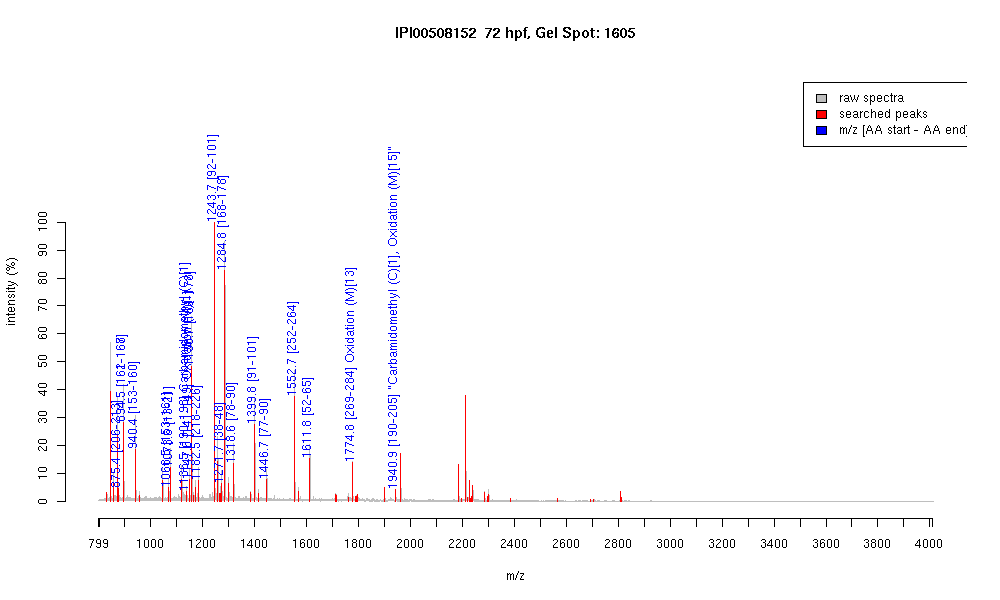 IPI00508152 72 hpf, Gel Spot: 1605
raw spectra
searched peaks
m/z [AA start - AA end]
intensity (%)
100
90
80
70
60
50
40
30
20
10
0
875.4 [206-213]
940.4 [153-160]
1182.5 [218-226]
1243.7 [92-101]
1284.8 [168-178]
1271.7 [38-48]
1318.6 [78-90]
1399.8 [91-101]
1446.7 [77-90]
1552.7 [252-264]
1611.8 [52-65]
1774.8 [269-284] Oxidation (M)[13]
1940.9 [190-205] "Carbamidomethyl (C)[1], Oxidation (M)[15]"
799 1000 1200 1400 1600 1800 2000 2200 2400 2600 2800 3000 3200 3400 3600 3800 4000
m/z